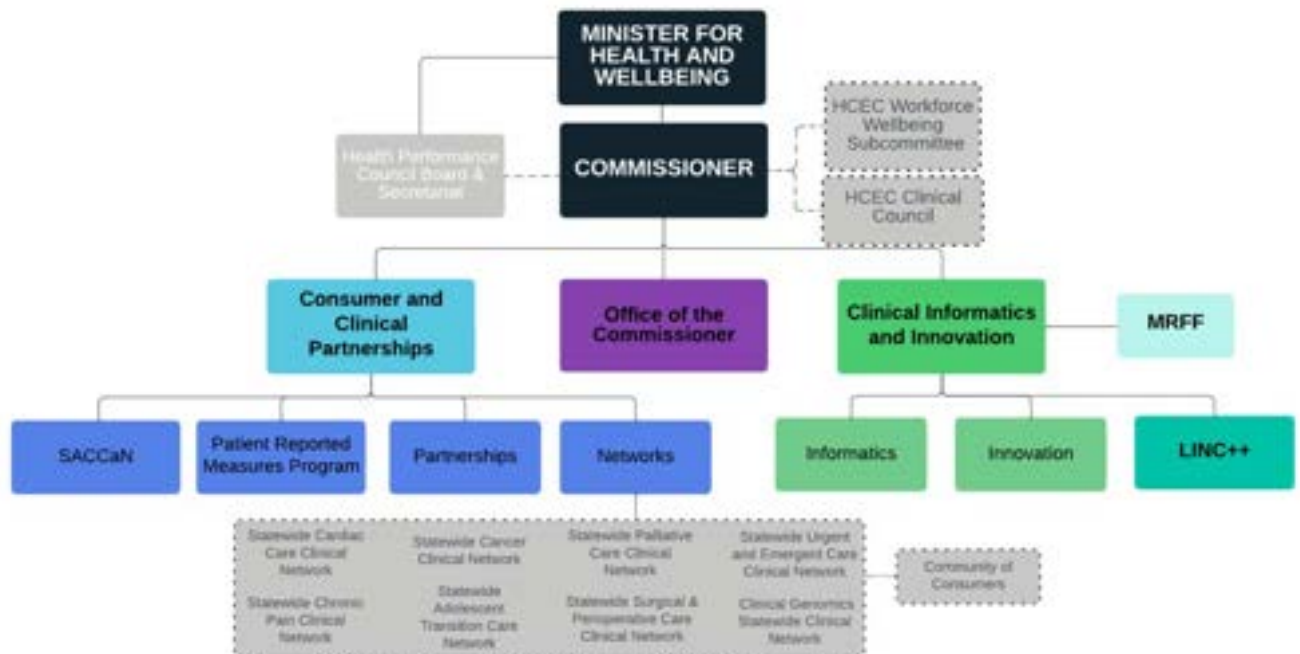 MINISTER FOR
HEALTH AND
WELLBEING
HCEC Workforce
Wellbeing
Subcommittee
Health Performance
Council Board &
Secretariat
COMMISSIONER
HCEC Clinical
Council
Consumer and
Clinical
Partnerships
Office of the
Commissioner
Clinical Informatics
and Innovation
MRFF
SACCaN
Patient Reported
Measures Program
Partnerships
Networks
Informatics
Innovation
LINC++
Statewide Cardiac
Care Clinical
Network
Statewide Cancer
Clinical Network
Statewide Palliative
Care Clinical
Network
Statewide Urgent
and Emergent Care
Clinical Network
Community of
Consumers
Statewide Chronic
Pain Clinical
Network
Statewide
Adolescent
Transition Care
Network
Statewide Surgical &
Perioperative Care
Clinical Network
Clinical Genomics
Statewide Clinical
Network